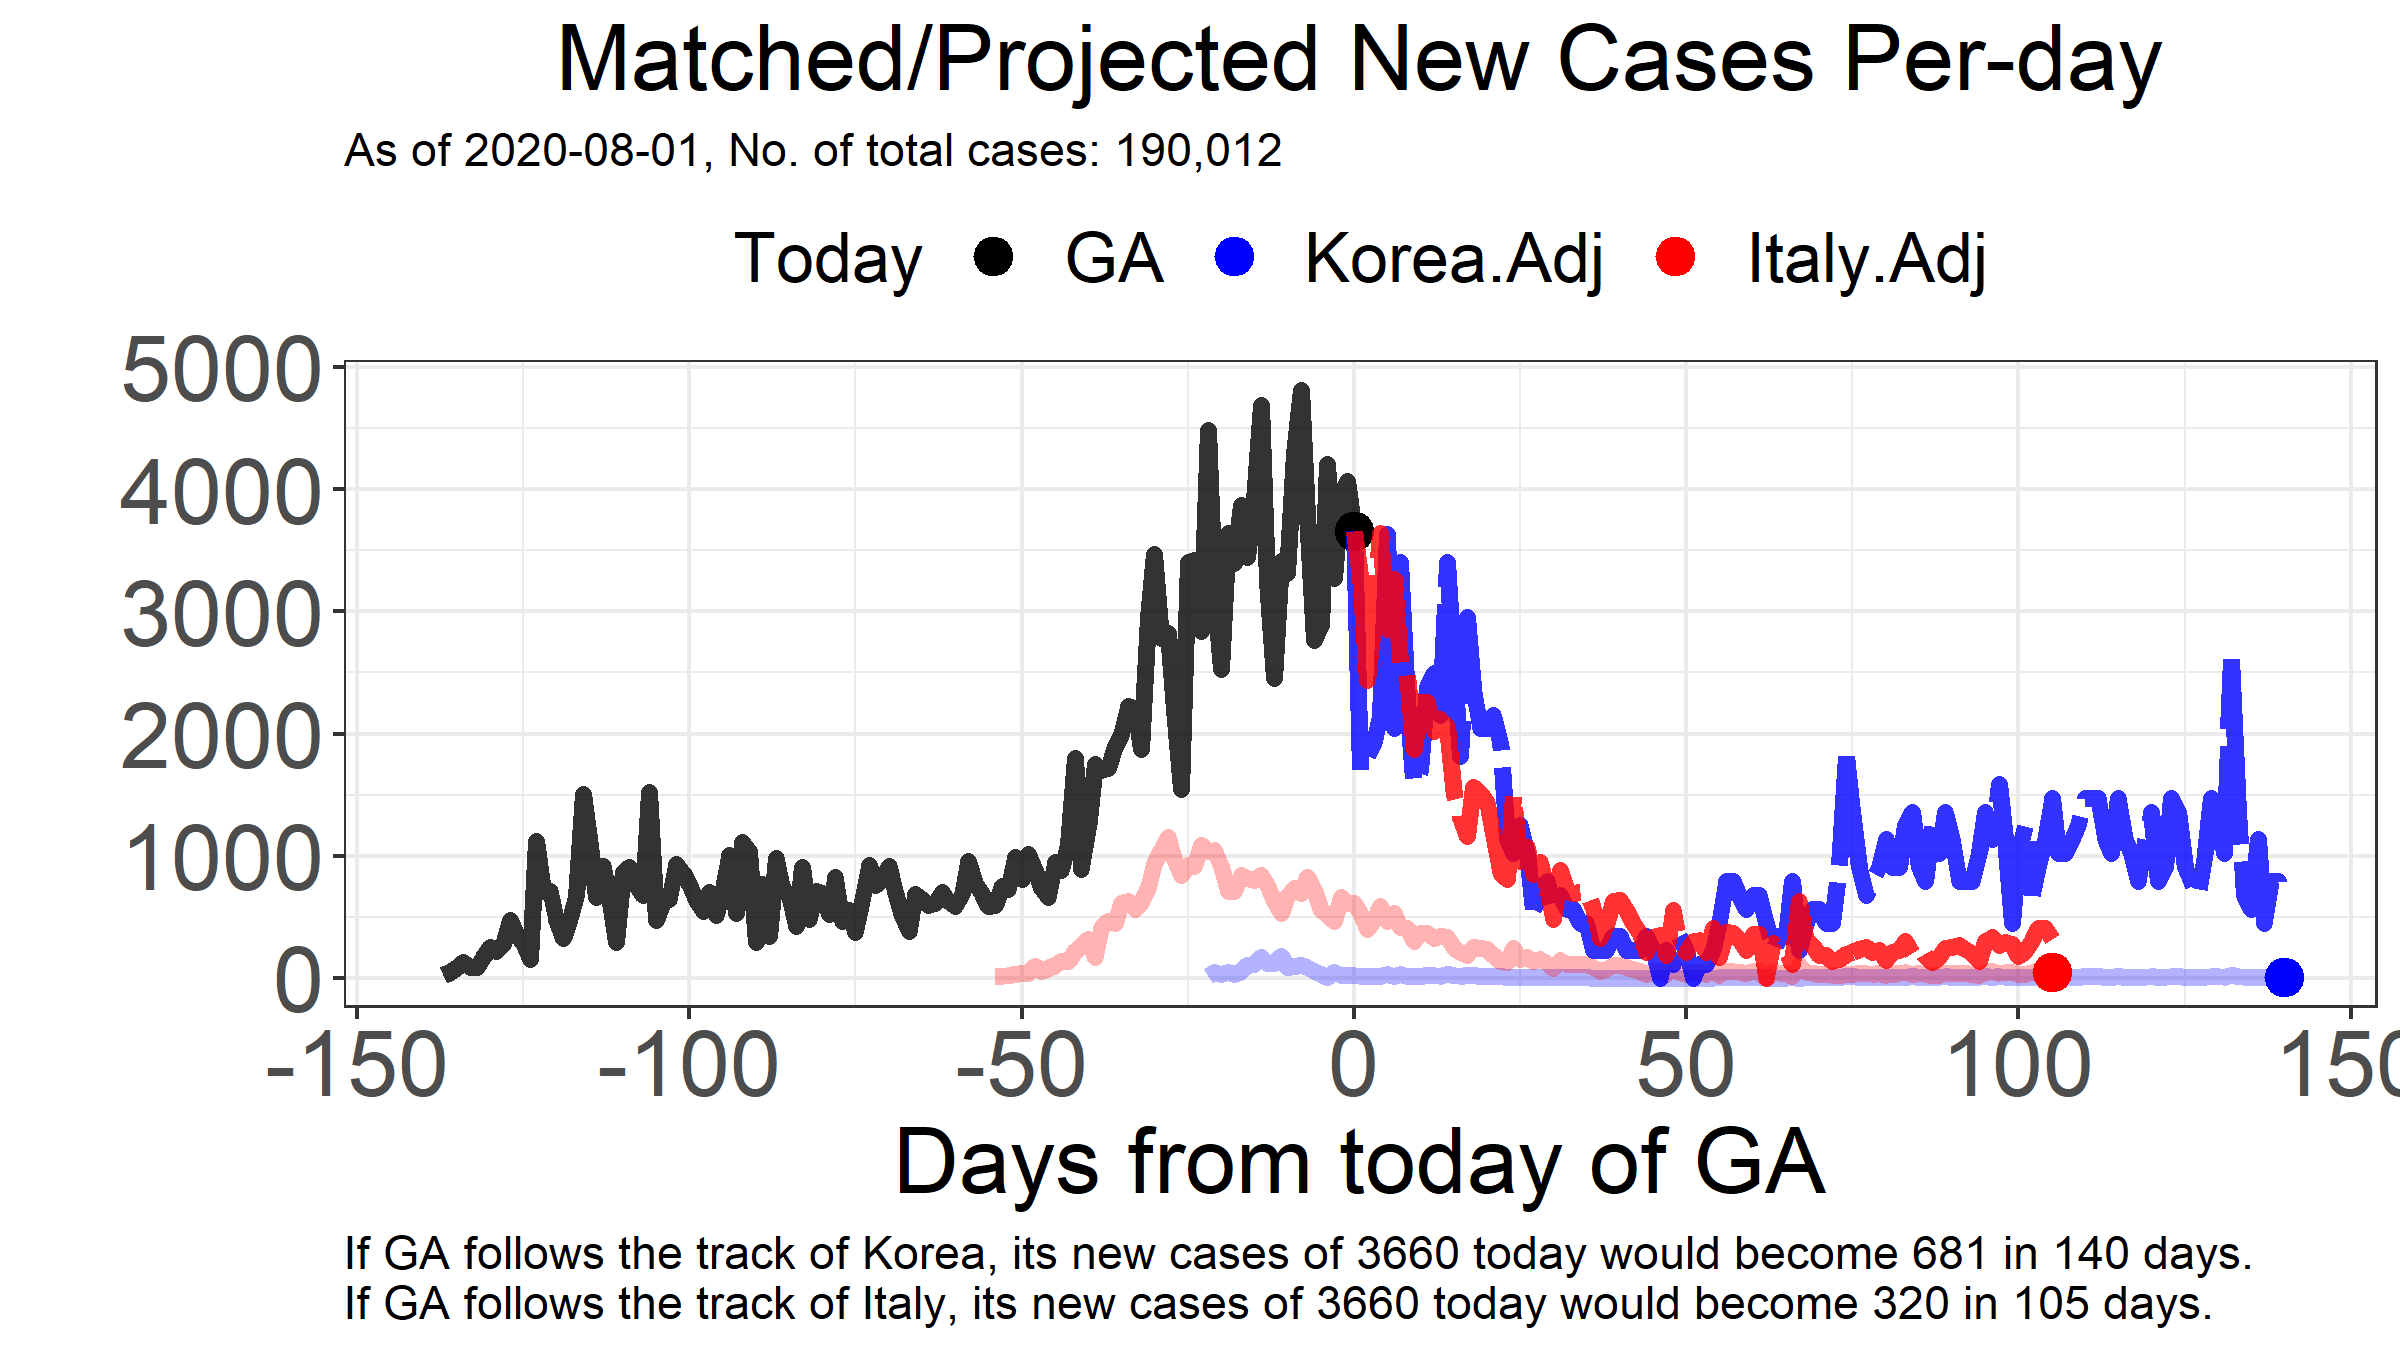 Matched/Projected New Cases Per-day
As of 2020-08-01, No. of total cases: 190,012
Today GA Korea.Adj Italy.Adj
5000
4000
3000
2000
1000
0
-150 -100 -50 0 50 100 150
Days from today of GA
If GA follows the track of Korea, its new cases of 3660 today would become 681 in 140 days.
If GA follows the track of Italy, its new cases of 3660 today would become 320 in 105 days.